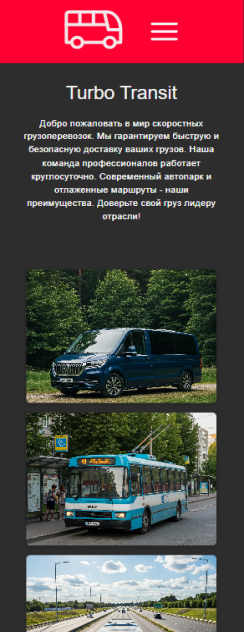 Turbo Transit
Добро пожаловать в мир скоростных
грузоперевозок. Мы гарантируем быструю и
безопасную доставку ваших грузов. Наша
команда профессионалов работает
круглосуточно. Современный автопарк и
отлаженные маршруты - наши
преимущества. Доверьте свой груз лидеру
отрасли!